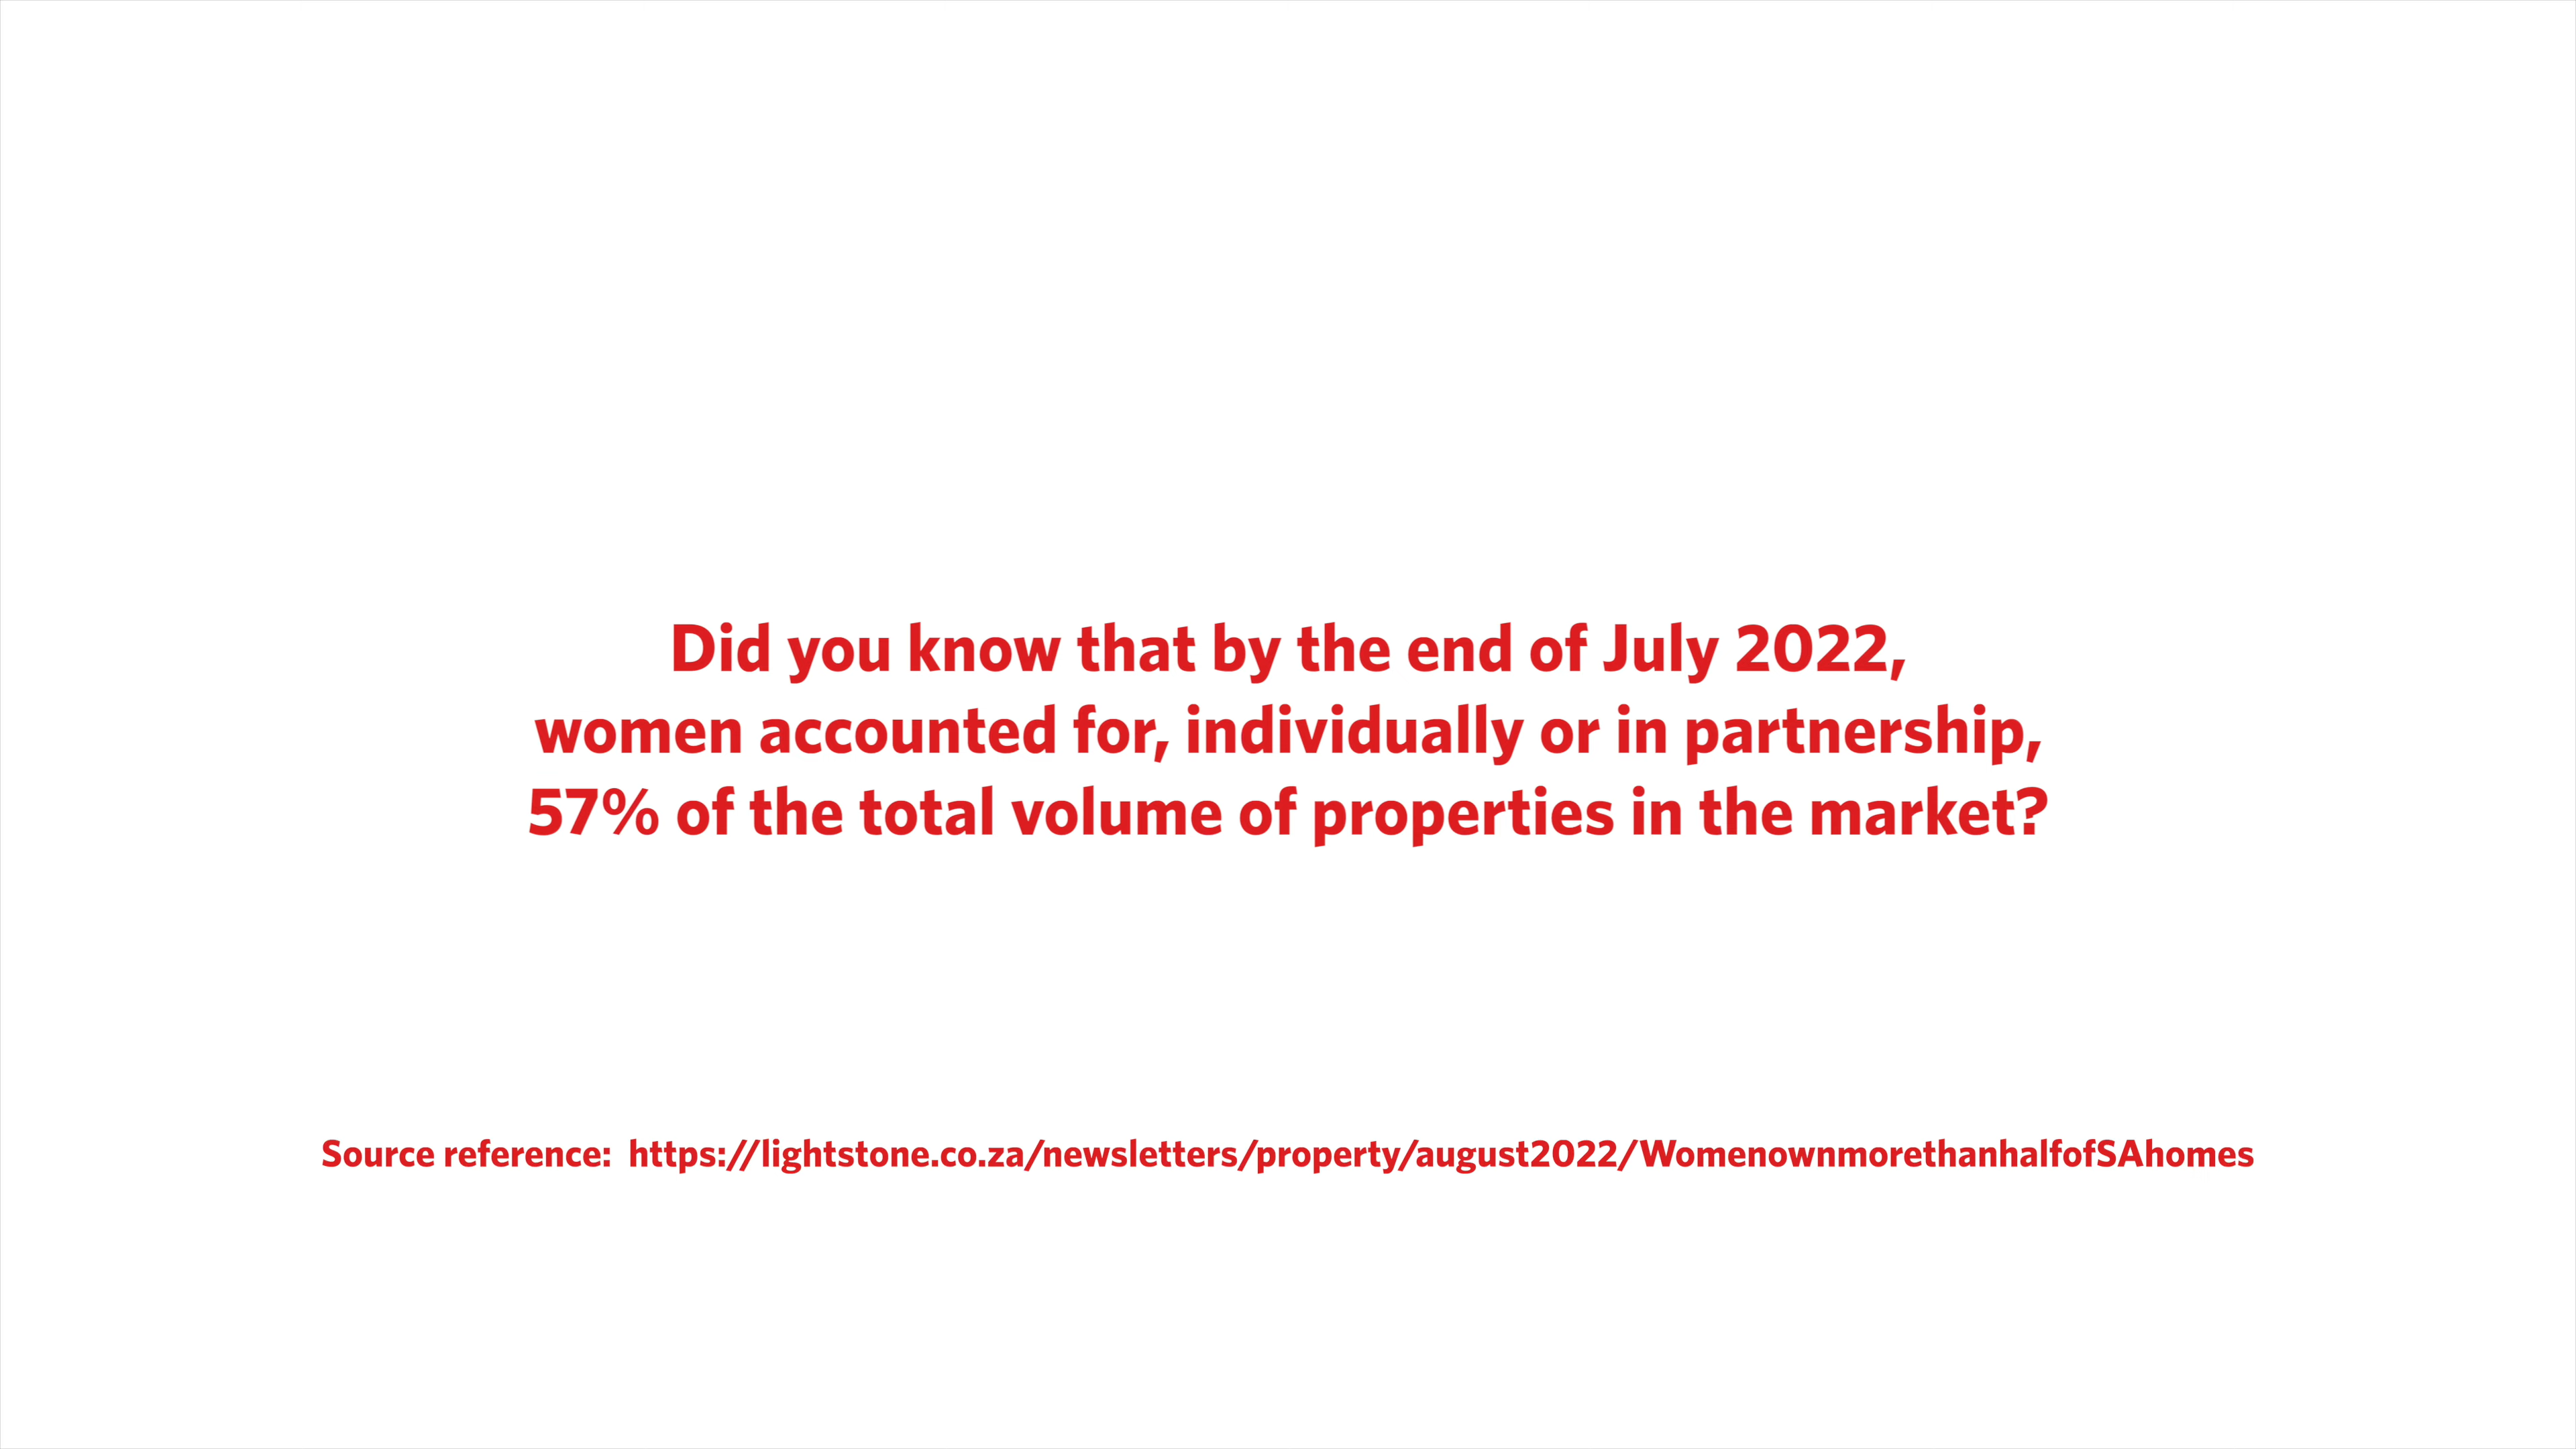 Did you know that by the end of July 2022,
women accounted for, individually or in partnership,
57% of the total volume of properties in the market?
Source reference: https://lightstone.co.za/newsletters/property/august2022/WomenownmorethanhalfofSAhomes